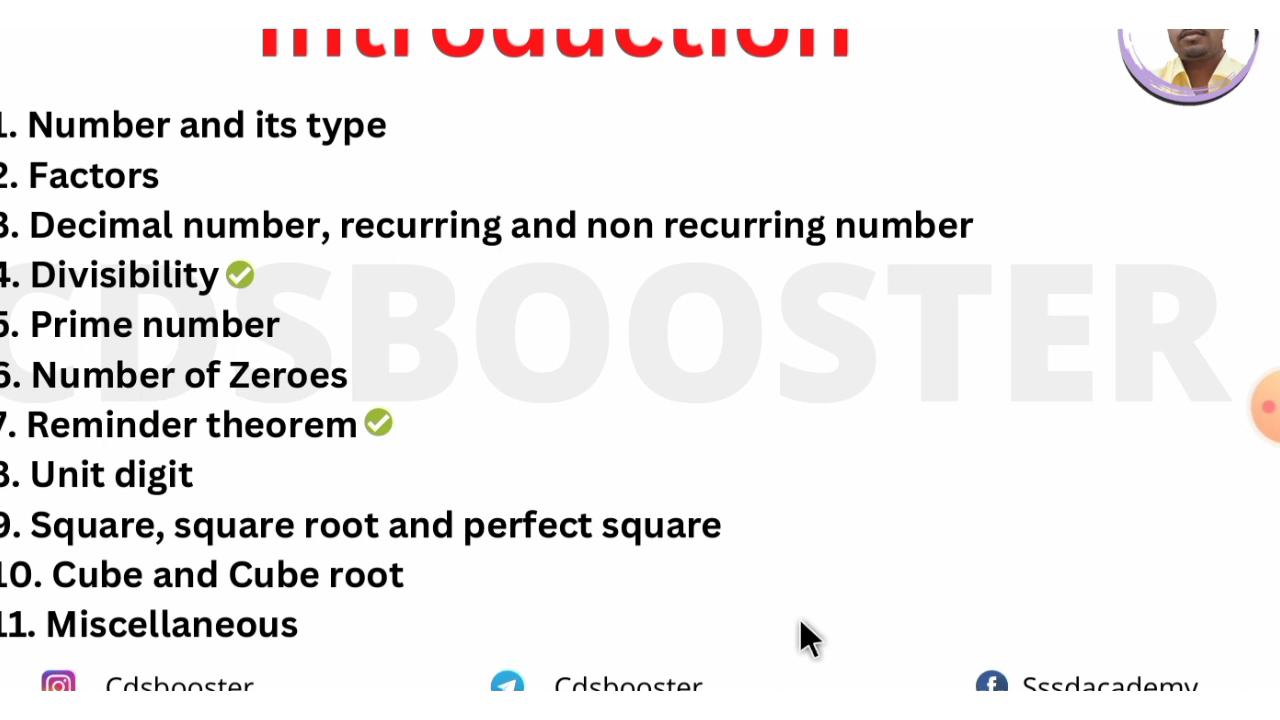 Introduction
1. Number and its type
2. Factors
3. Decimal number, recurring and non recurring number
4. Divisibility
CDSBOOSTER
5. Prime number
6. Number of Zeroes
7. Reminder theorem
8. Unit digit
9. Square, square root and perfect square
10. Cube and Cube root
11. Miscellaneous
Cdsbooster
Cdsbooster
Sssdacademy